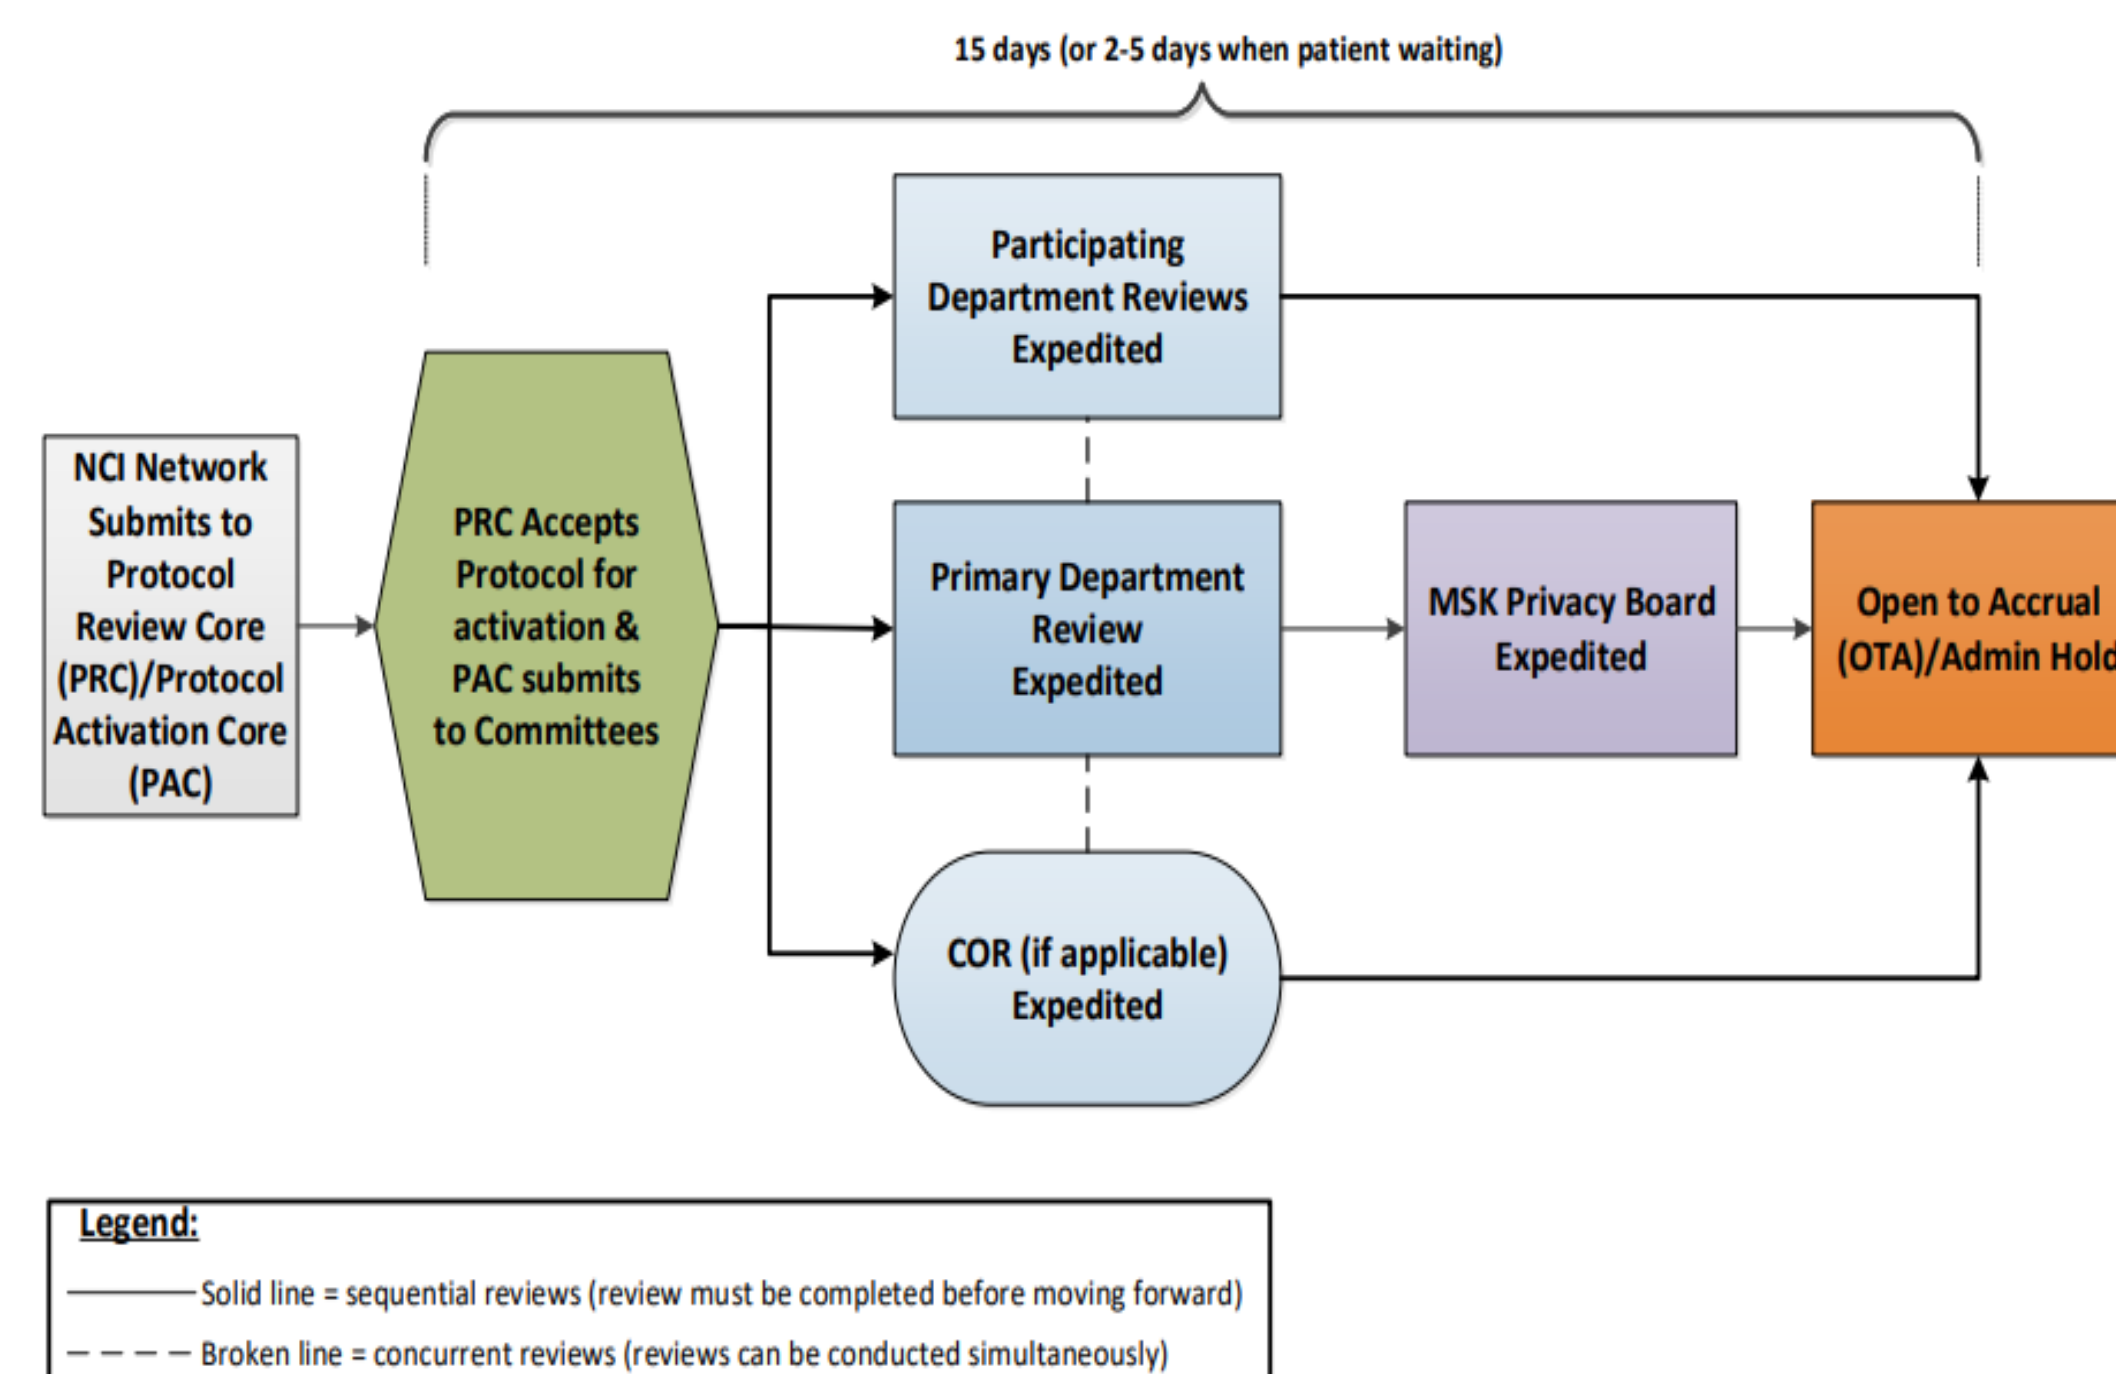 15 days (or 2-5 days when patient waiting)
NCI Network
Submits to
Protocol
Review Core
(PRC)/Protocol
Activation Core
(PAC)
PRC Accepts
Protocol for
activation &
PAC submits
to Committees
Participating
Department Reviews
Expedited
Primary Department
Review
Expedited
COR (if applicable)
Expedited
MSK Privacy Board
Expedited
Open to Accrual
(OTA)/Admin Hold
Legend:
Solid line = sequential reviews (review must be completed before moving forward)
Broken line = concurrent reviews (reviews can be conducted simultaneously)